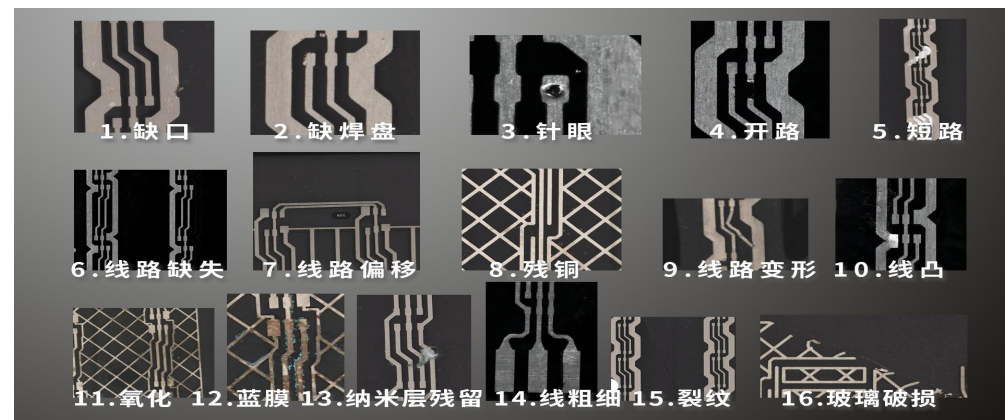 1.缺口
2.缺焊盘
3.针眼
4.开路
5.短路
6.线路缺失
7.线路偏移
8.残铜
9.线路变形
10.线凸
11.氧化
12.蓝膜
13.纳米层残留
14.线粗细
15.裂纹
16.玻璃破损